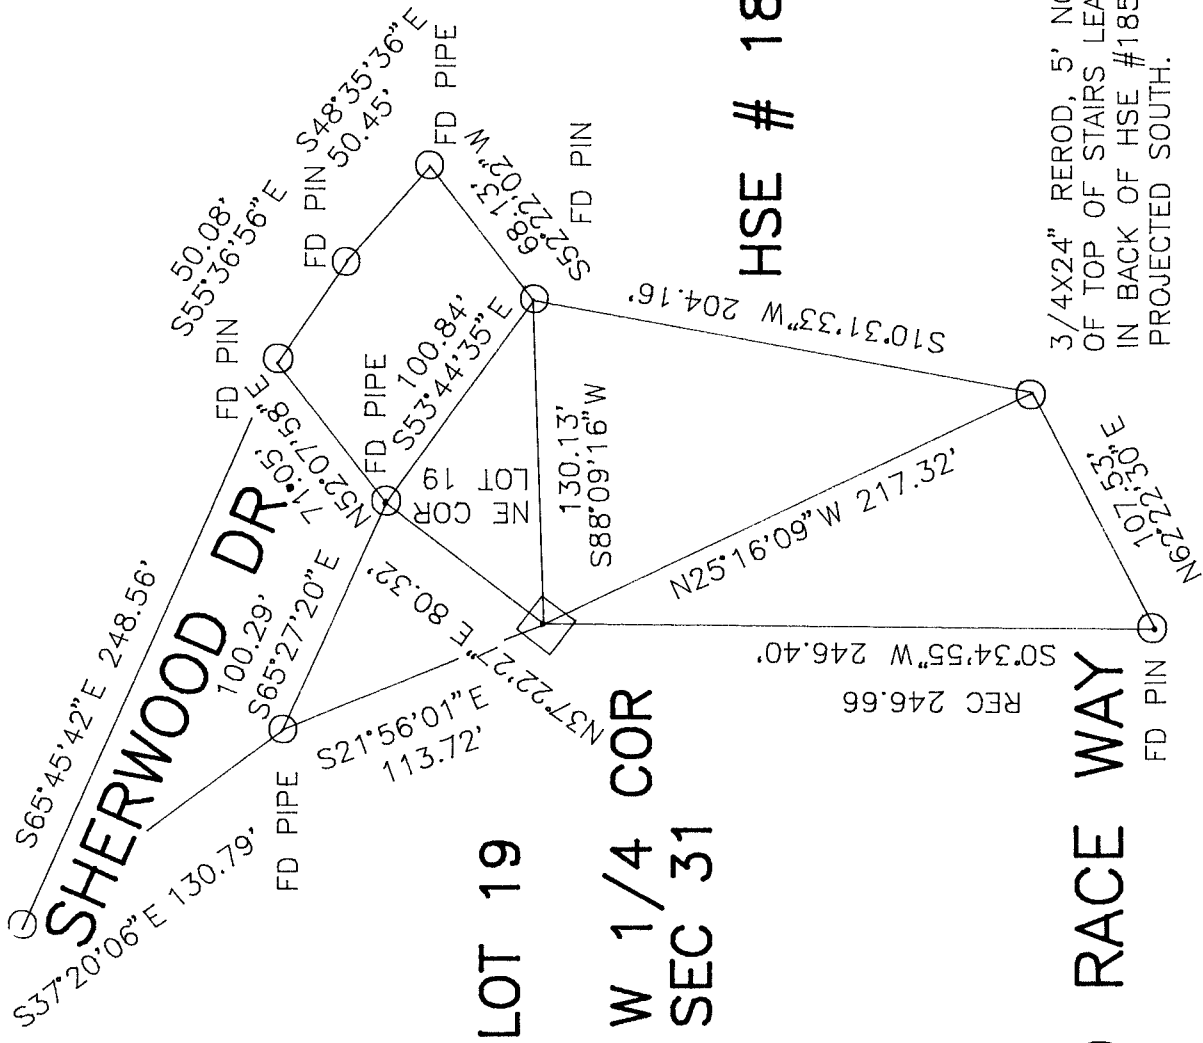 S65°45'42"E 248.56'
SHERWOOD DR.
S37°20'06"E 130.79'
100.29'
S65°27'20"E
FD PIPE
S21°56'01"E
113.72'
N37°22'27"E 80.32'
50.08'
S55°36'56"E
FD PIN
FD PIN
S48°35'36"E
50.45'
FD PIPE
71.05'
N52°07'58"E
FD PIPE
100.84'
S53°44'35"E
68.13'
S52°22'02"W
FD PIN
NE COR
LOT 19
130.13'
S88°09'16"W
S10°31'33"W 204.16'
N25°16'09"W 217.32'
S0°34'55"W 246.40'
REC 246.66
107.53'
N62°22'30"E
FD PIN
LOT 19
W 1/4 COR
SEC 31
RACE WAY
HSE # 18
3/4X24" REROD, 5'
OF TOP OF STAIRS
IN BACK OF HSE #185
PROJECTED SOUTH.